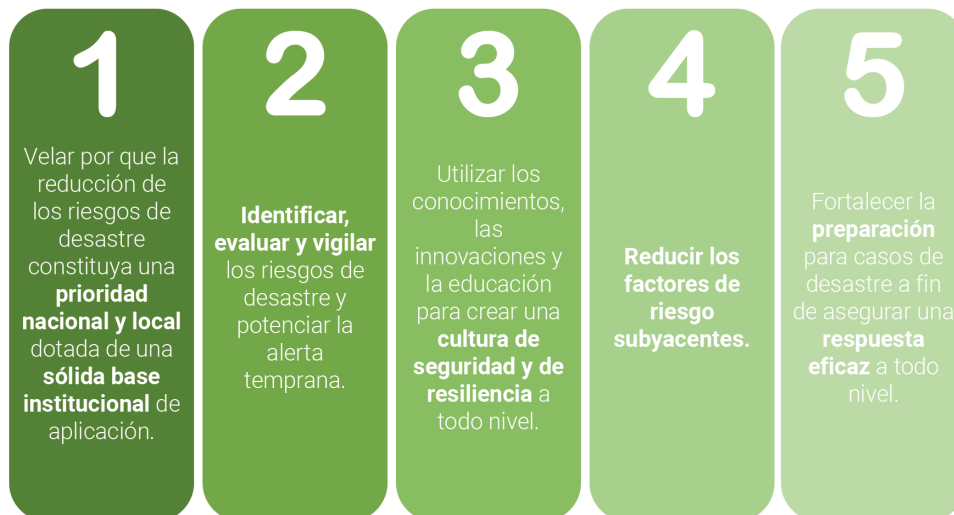 1
Velar por que la
reducción de
los riesgos de
desastre
constituya una
prioridad
nacional y local
dotada de una
sólida base
institucional de
aplicación.
2
Identificar,
evaluar y vigilar
los riesgos de
desastre y
potenciar la
alerta
temprana.
3
Utilizar los
conocimientos,
las
innovaciones y
la educación
para crear una
cultura de
seguridad y de
resiliencia a
todo nivel.
4
Reducir los
factores de
riesgo
subyacentes.
5
Fortalecer la
preparación
para casos de
desastre a fin
de asegurar una
respuesta
eficaz a todo
nivel.